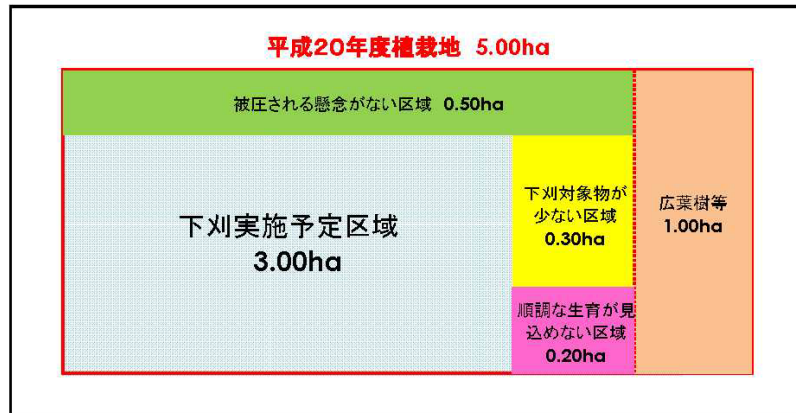 平成20年度植栽地 5.00ha
被圧される懸念がない区域 0.50ha
下刈実施予定区域
3.00ha
下刈対象物が
少ない区域
0.30ha
順調な生育が見
込めない区域
0.20ha
広葉樹等
1.00ha